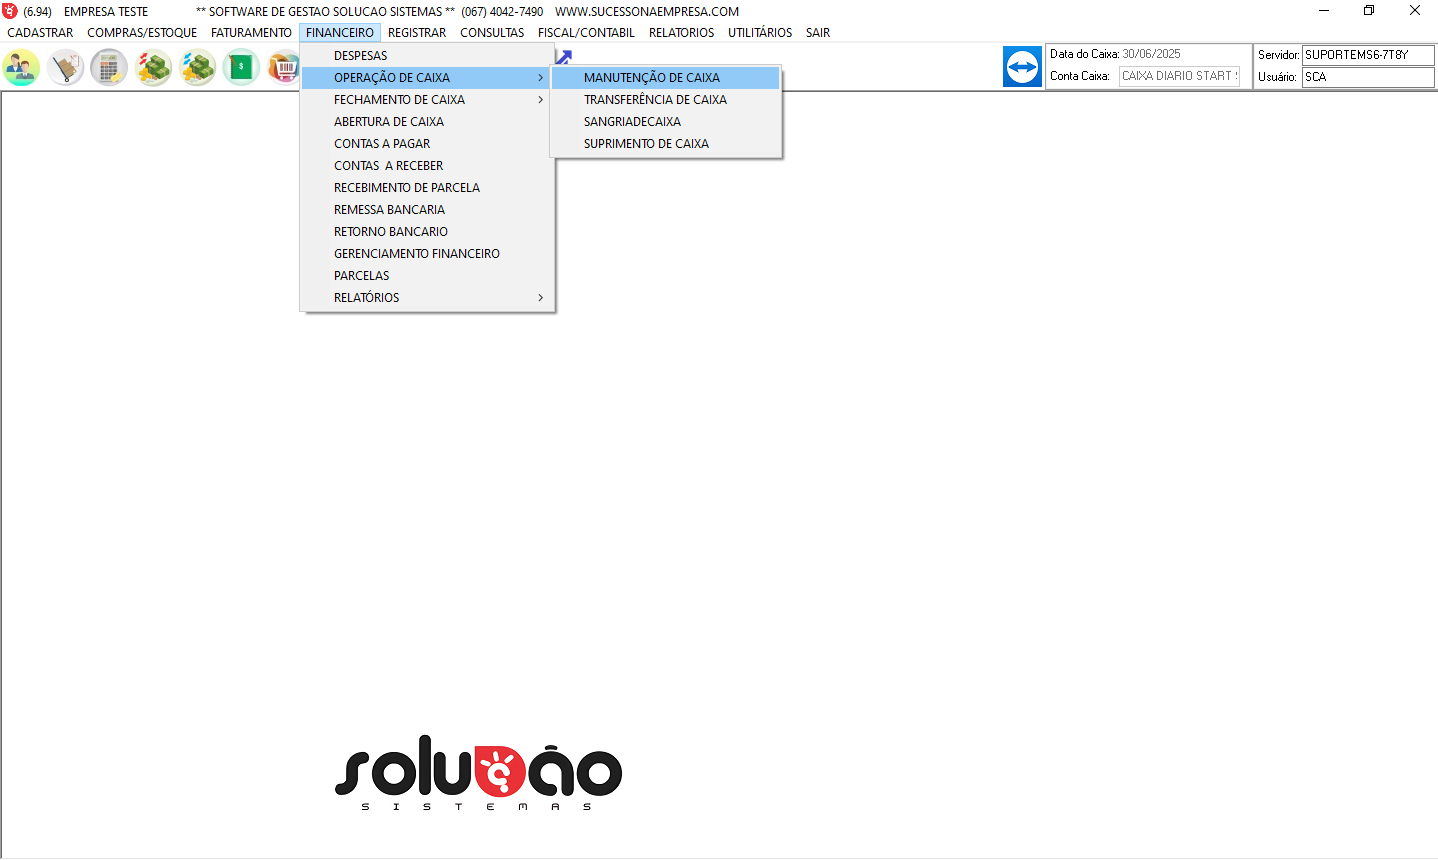 (6.94) EMPRESA TESTE ** SOFTWARE DE GESTAO SOLUCAO SISTEMAS ** (067) 4042-7490 WWW.SUCESSONAEMPRESA.COM
CADASTRAR COMPRAS/ESTOQUE FATURAMENTO FINANCEIRO REGISTRAR CONSULTAS FISCAL/CONTABIL RELATORIOS UTILITÁRIOS SAIR
Data do Caixa: 30/06/2025
Conta Caixa: CAIXA DIARIO START
Servidor: SUPORTEMS6-7T8Y
Usuário: SCA
DESPESAS
OPERAÇÃO DE CAIXA
FECHAMENTO DE CAIXA
ABERTURA DE CAIXA
CONTAS A PAGAR
CONTAS  A RECEBER
RECEBIMENTO DE PARCELA
REMESSA BANCARIA
RETORNO BANCARIO
GERENCIAMENTO FINANCEIRO
PARCELAS
RELATÓRIOS
MANUTENÇÃO DE CAIXA
TRANSFERÊNCIA DE CAIXA
SANGRIADECAIXA
SUPRIMENTO DE CAIXA
solução
SISTEMAS